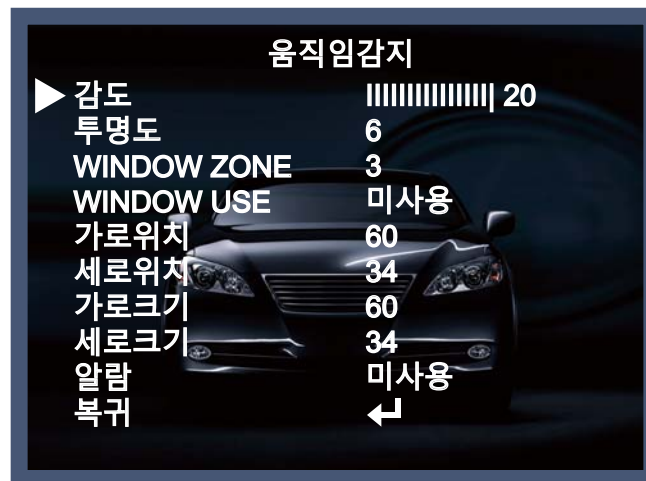 움직임감지
▶ 감도 |||||||||||||||| 20
투명도 6
WINDOW ZONE 3
WINDOW USE 미사용
가로위치 60
세로위치 34
가로크기 60
세로크기 34
알람 미사용
복귀 ↵